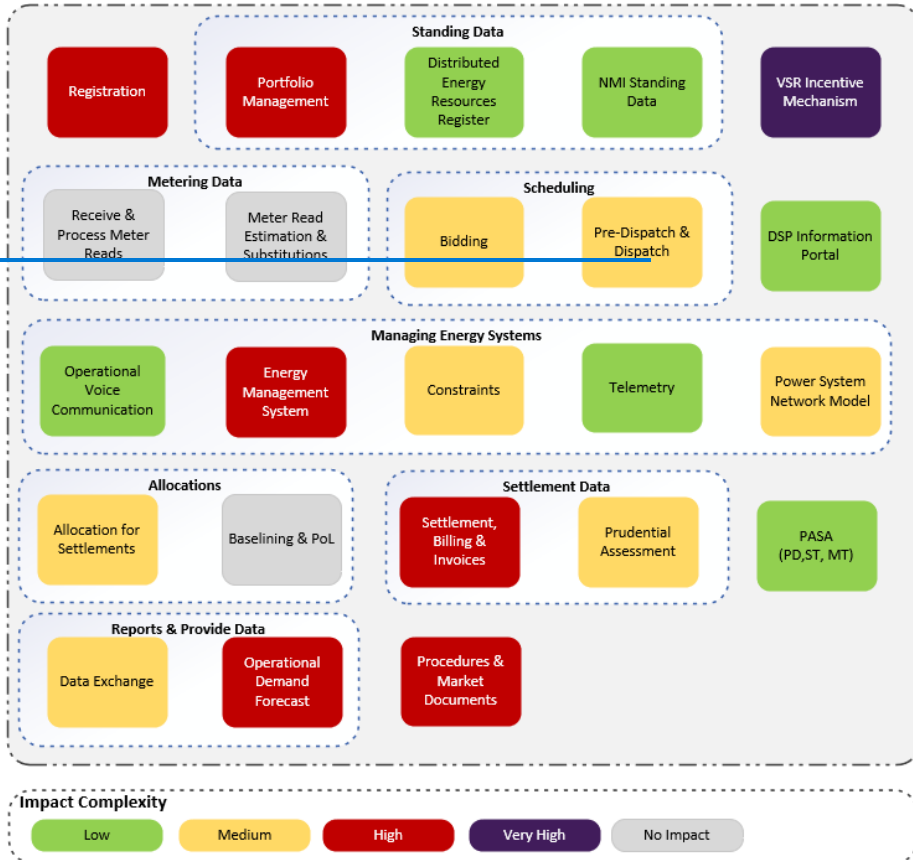 Standing Data
Registration
Portfolio
Management
Distributed
Energy
Resources
Register
NMI Standing
Data
VSR Incentive
Mechanism
Metering Data
Receive &
Process Meter
Reads
Meter Read
Estimation &
Substitutions
Scheduling
Bidding
Pre-Dispatch &
Dispatch
DSP Information
Portal
Managing Energy Systems
Operational
Voice
Communication
Energy
Management
System
Constraints
Telemetry
Power System
Network Model
Allocations
Allocation for
Settlements
Baselining & PoL
Settlement Data
Settlement,
Billing &
Invoices
Prudential
Assessment
PASA
(PD,ST, MT)
Reports & Provide Data
Data Exchange
Operational
Demand
Forecast
Procedures &
Market
Documents
Impact Complexity
Low
Medium
High
Very High
No Impact